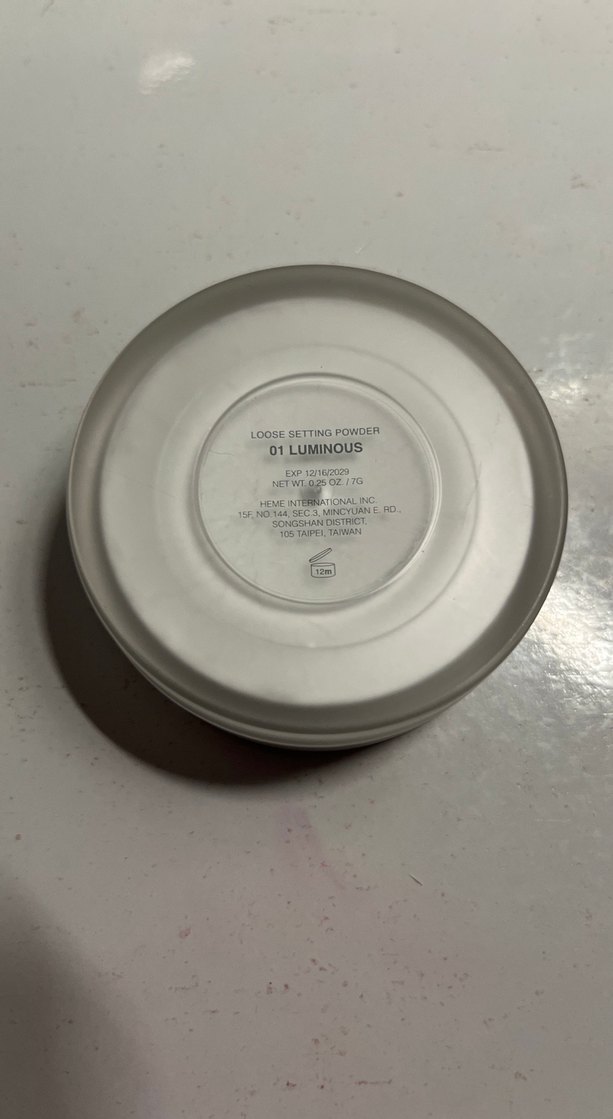 LOOSE SETTING POWDER
01 LUMINOUS
EXP 12/16/2029
NET WT. 0.25 OZ. / 7G
HEME INTERNATIONAL INC.
15F, NO.144, SEC.3, MINCYUAN E. RD.,
SONGSHAN DISTRICT,
105 TAIPEI, TAIWAN
12m